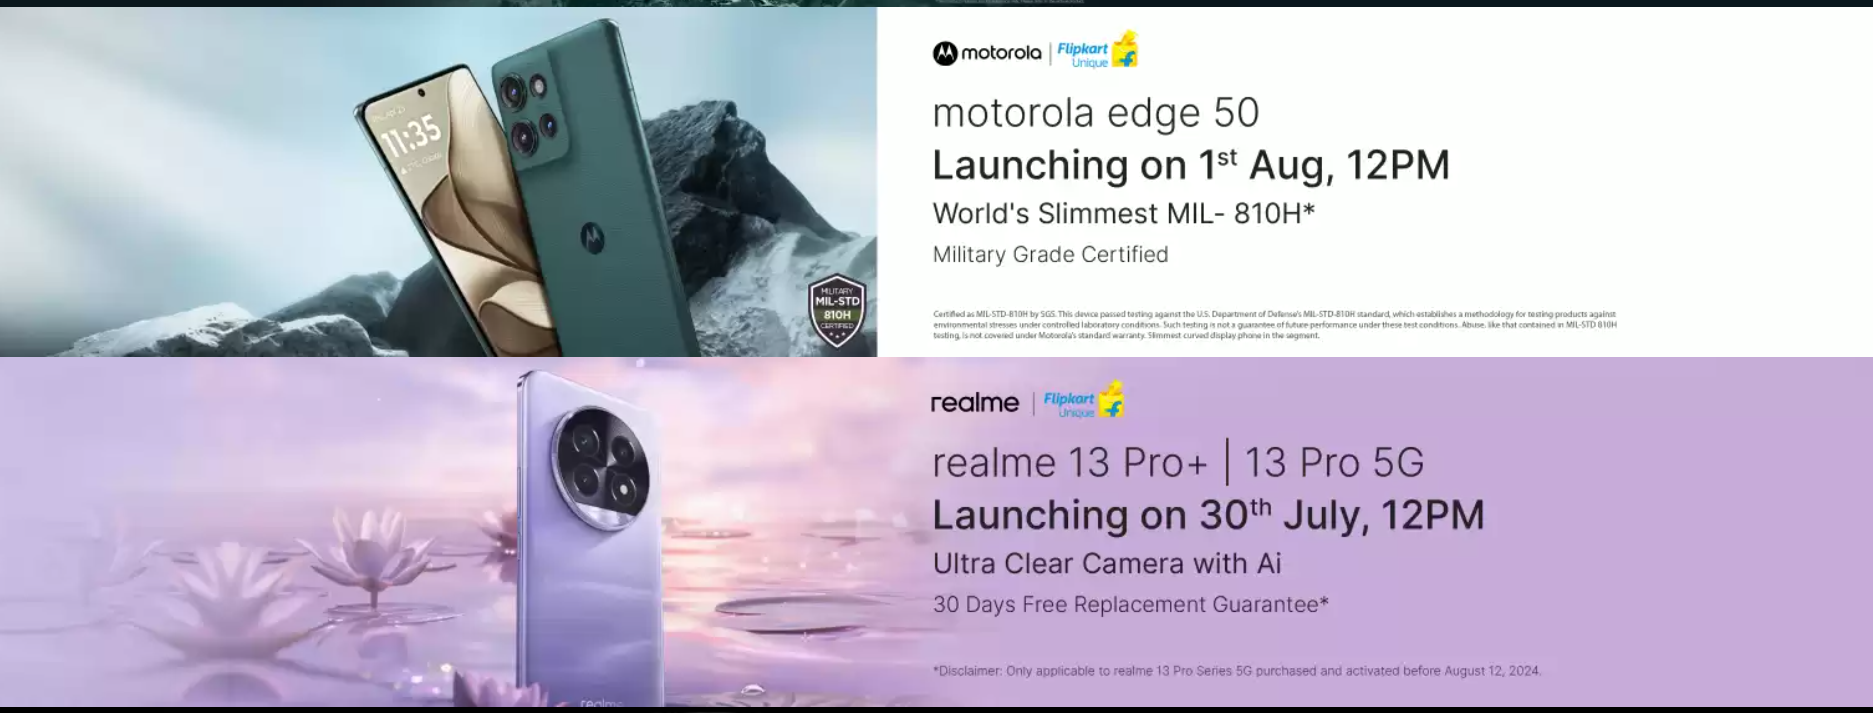 motorola | Flipkart
Unique
motorola edge 50
Launching on 1st Aug, 12PM
World's Slimmest MIL- 810H*
Military Grade Certified
Certified as MIL-STD-810H by SGS. This device passed testing against the U.S. Department of Defense's MIL-STD-810H standard, which establishes a methodology for testing products against
environmental stresses under controlled laboratory conditions. Such testing is not a guarantee of future performance under these test conditions. Abuse, like that contained in MIL-STD 810H
testing, is not covered under Motorola's standard warranty. Slimmest curved display phone in the segment.
11:35
MILITARY
MIL-STD
810H
CERTIFIED
realme | Flipkart
Unique
realme 13 Pro+ | 13 Pro 5G
Launching on 30th July, 12PM
Ultra Clear Camera with Ai
30 Days Free Replacement Guarantee*
*Disclaimer: Only applicable to realme 13 Pro Series 5G purchased and activated before August 12, 2024.
realme